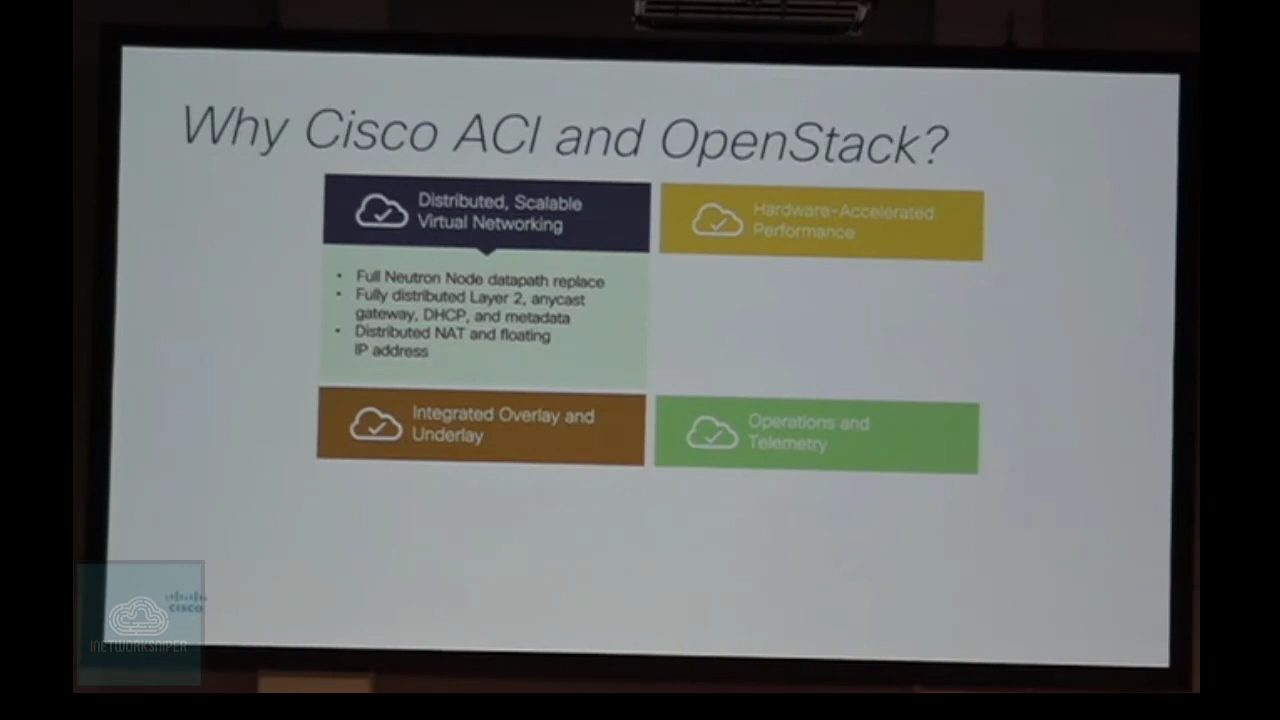 Why Cisco ACI and OpenStack?
Distributed, Scalable
Virtual Networking
Hardware-Accelerated
Performance
• Full Neutron Node datapath replace
• Fully distributed Layer 2, anycast
gateway, DHCP, and metadata
• Distributed NAT and floating
IP address
Integrated Overlay and
Underlay
Operations and
Telemetry
CISCO
INETWORKSNIPER